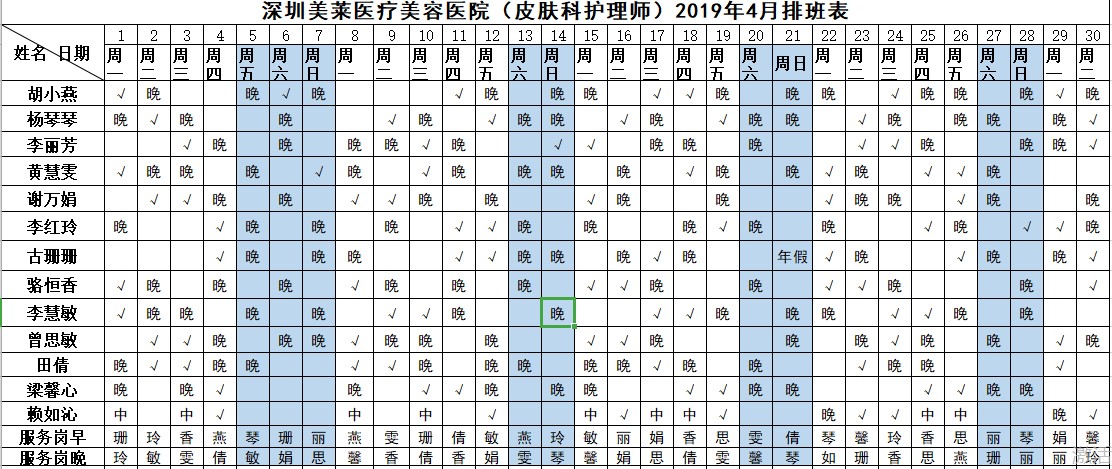 深圳美莱医疗美容医院（皮肤科护理师）2019年4月排班表
姓名 日期 1 2 3 4 5 6 7 8 9 10 11 12 13 14 15 16 17 18 19 20 21 22 23 24 25 26 27 28 29 30
周一 周二 周三 周四 周五 周六 周日 周一 周二 周三 周四 周五 周六 周日 周一 周二 周三 周四 周五 周六 周日 周一 周二 周三 周四 周五 周六 周日 周一 周二
胡小燕 √ 晚 晚 √ 晚 √ 晚 晚 晚 √ 晚 √ 晚 晚 √ 晚 晚 晚 √ 晚
杨琴琴 晚 √ 晚 晚 √ 晚 √ 晚 晚 √ 晚 √ 晚 晚 √ 晚 晚 晚 晚 √
李丽芳 √ 晚 晚 晚 √ 晚 √ √ 晚 晚 晚 √ √ 晚 晚 晚 √
黄慧雯 √ 晚 晚 √ 晚 √ 晚 晚 晚 晚 √ 晚 晚 √ 晚 √ 晚
谢万娟 √ √ 晚 晚 √ √ 晚 晚 √ 晚 晚 √ √ 晚 晚
李红玲 晚 √ 晚 晚 √ √ 晚 晚 √ 晚 晚 √ 晚 √ √ 晚
古珊珊 √ 晚 晚 √ √ 晚 晚 晚 晚 √ 年假 √ 晚 √ 晚 √ 晚
骆恒香 √ 晚 晚 √ 晚 晚 √ √ 晚 √ √ 晚 晚 √
李慧敏 √ 晚 晚 晚 晚 √ √ 晚 晚 √ √ 晚 晚 √ √ 晚 晚
曾思敏 √ √ 晚 晚 晚 √ √ 晚 晚 √ √ 晚 晚 晚 √ √ 晚 晚 √
田倩 晚 √ √ 晚 √ √ 晚 晚 晚 √ 晚 √ 晚 √ 晚 晚 √
梁馨心 晚 晚 √ 晚 √ √ 晚 晚 晚 √ 晚 晚 √ √ 晚 晚
赖如沁 中 中 √ 中 中 √ 中 √ 中 中 √ 晚 √ √ 晚 √
服务岗早 珊 玲 香 燕 琴 珊 丽 燕 雯 珊 倩 敏 燕 玲 敏 丽 娟 香 思 雯 倩 琴 馨 玲 香 思 丽 琴 娟 馨
服务岗晚 玲 敏 雯 倩 敏 娟 思 馨 香 倩 香 娟 雯 琴 燕 娟 燕 丽 倩 馨 琴 如 珊 香 思 燕 珊 丽 丽 玲